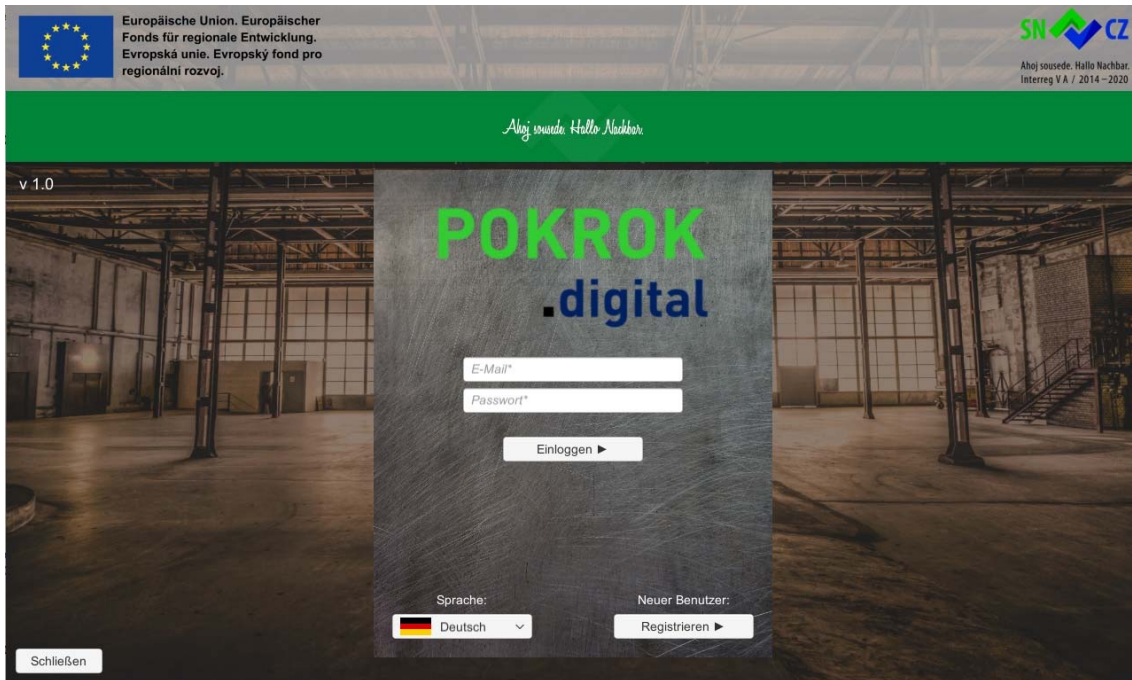 Europäische Union. Europäischer
Fonds für regionale Entwicklung.
Evropská unie. Evropský fond pro
regionální rozvoj.
SN CZ
Ahoj sousede. Hallo Nachbar.
Interreg V A / 2014–2020
Ahoj sousede. Hallo Nachbar.
v 1.0
POKROK
.digital
E-Mail*
Passwort*
Einloggen ►
Sprache:
Neuer Benutzer:
Deutsch
Registrieren ►
Schließen